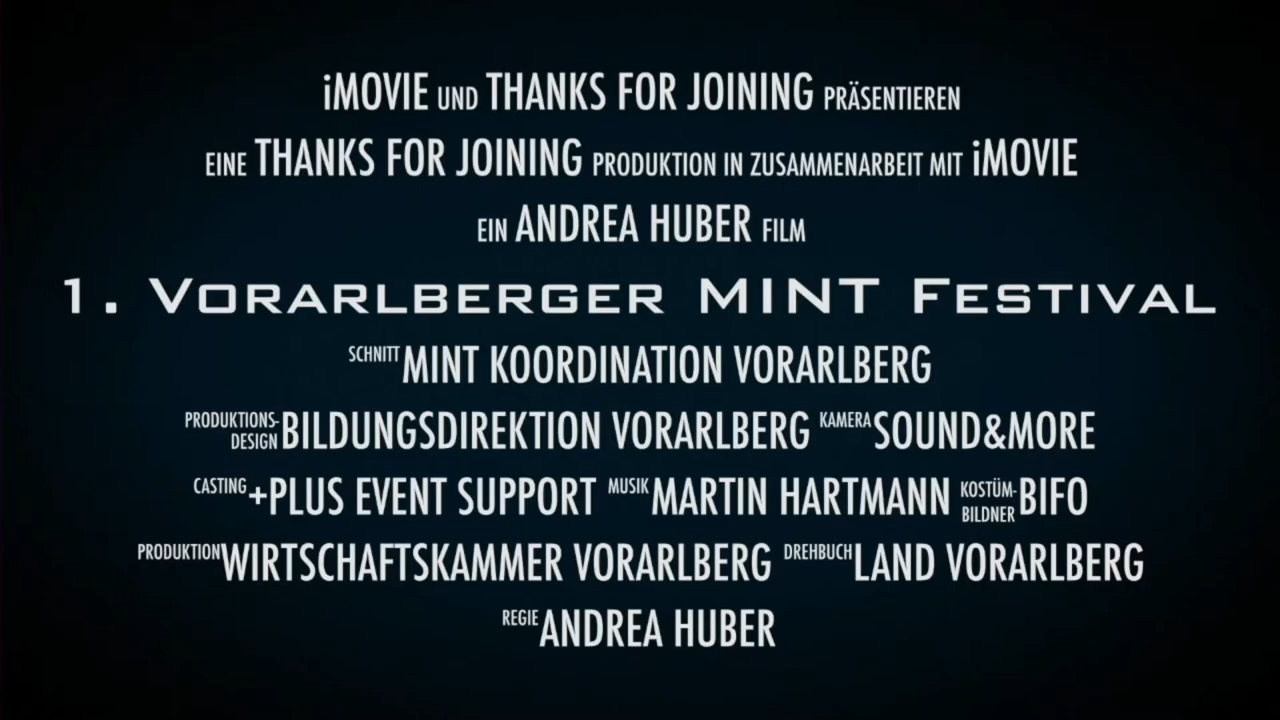 iMOVIE UND THANKS FOR JOINING PRÄSENTIEREN
EINE THANKS FOR JOINING PRODUKTION IN ZUSAMMENARBEIT MIT iMOVIE
EIN ANDREA HUBER FILM
1. VORARLBERGER MINT FESTIVAL
SCHNITT MINT KOORDINATION VORARLBERG
PRODUKTIONS-DESIGN BILDUNGSDIREKTION VORARLBERG KAMERA SOUND&MORE
CASTING +PLUS EVENT SUPPORT MUSIK MARTIN HARTMANN KOSTÜM-BILDNER BIFO
PRODUKTION WIRTSCHAFTSKAMMER VORARLBERG DREHBUCH LAND VORARLBERG
REGIE ANDREA HUBER